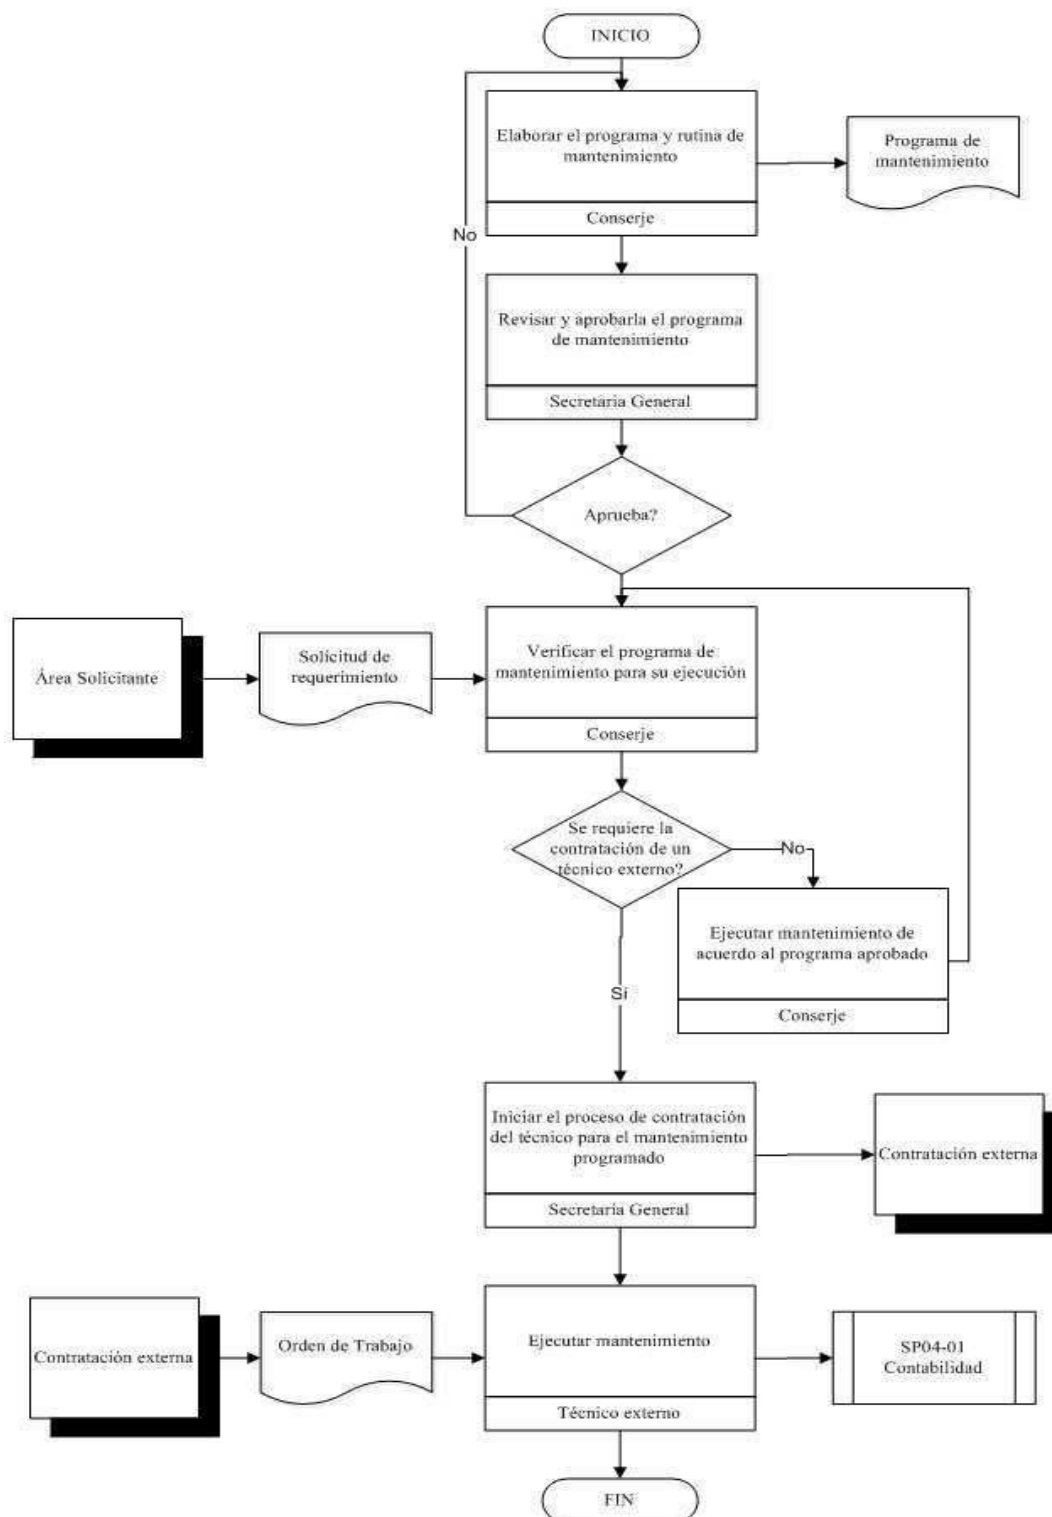 INICIO
Elaborar el programa y rutina de
mantenimiento
Conserje
Programa de
mantenimiento
No
Revisar y aprobarla el programa
de mantenimiento
Secretaria General
Aprueba?
Área Solicitante
Solicitud de
requerimiento
Verificar el programa de
mantenimiento para su ejecución
Conserje
Se requiere la
contratación de un
técnico externo?
No
Ejecutar mantenimiento de
acuerdo al programa aprobado
Conserje
Sí
Iniciar el proceso de contratación
del técnico para el mantenimiento
programado
Secretaria General
Contratación externa
Contratación externa
Orden de Trabajo
Ejecutar mantenimiento
Técnico externo
SP04-01
Contabilidad
FIN